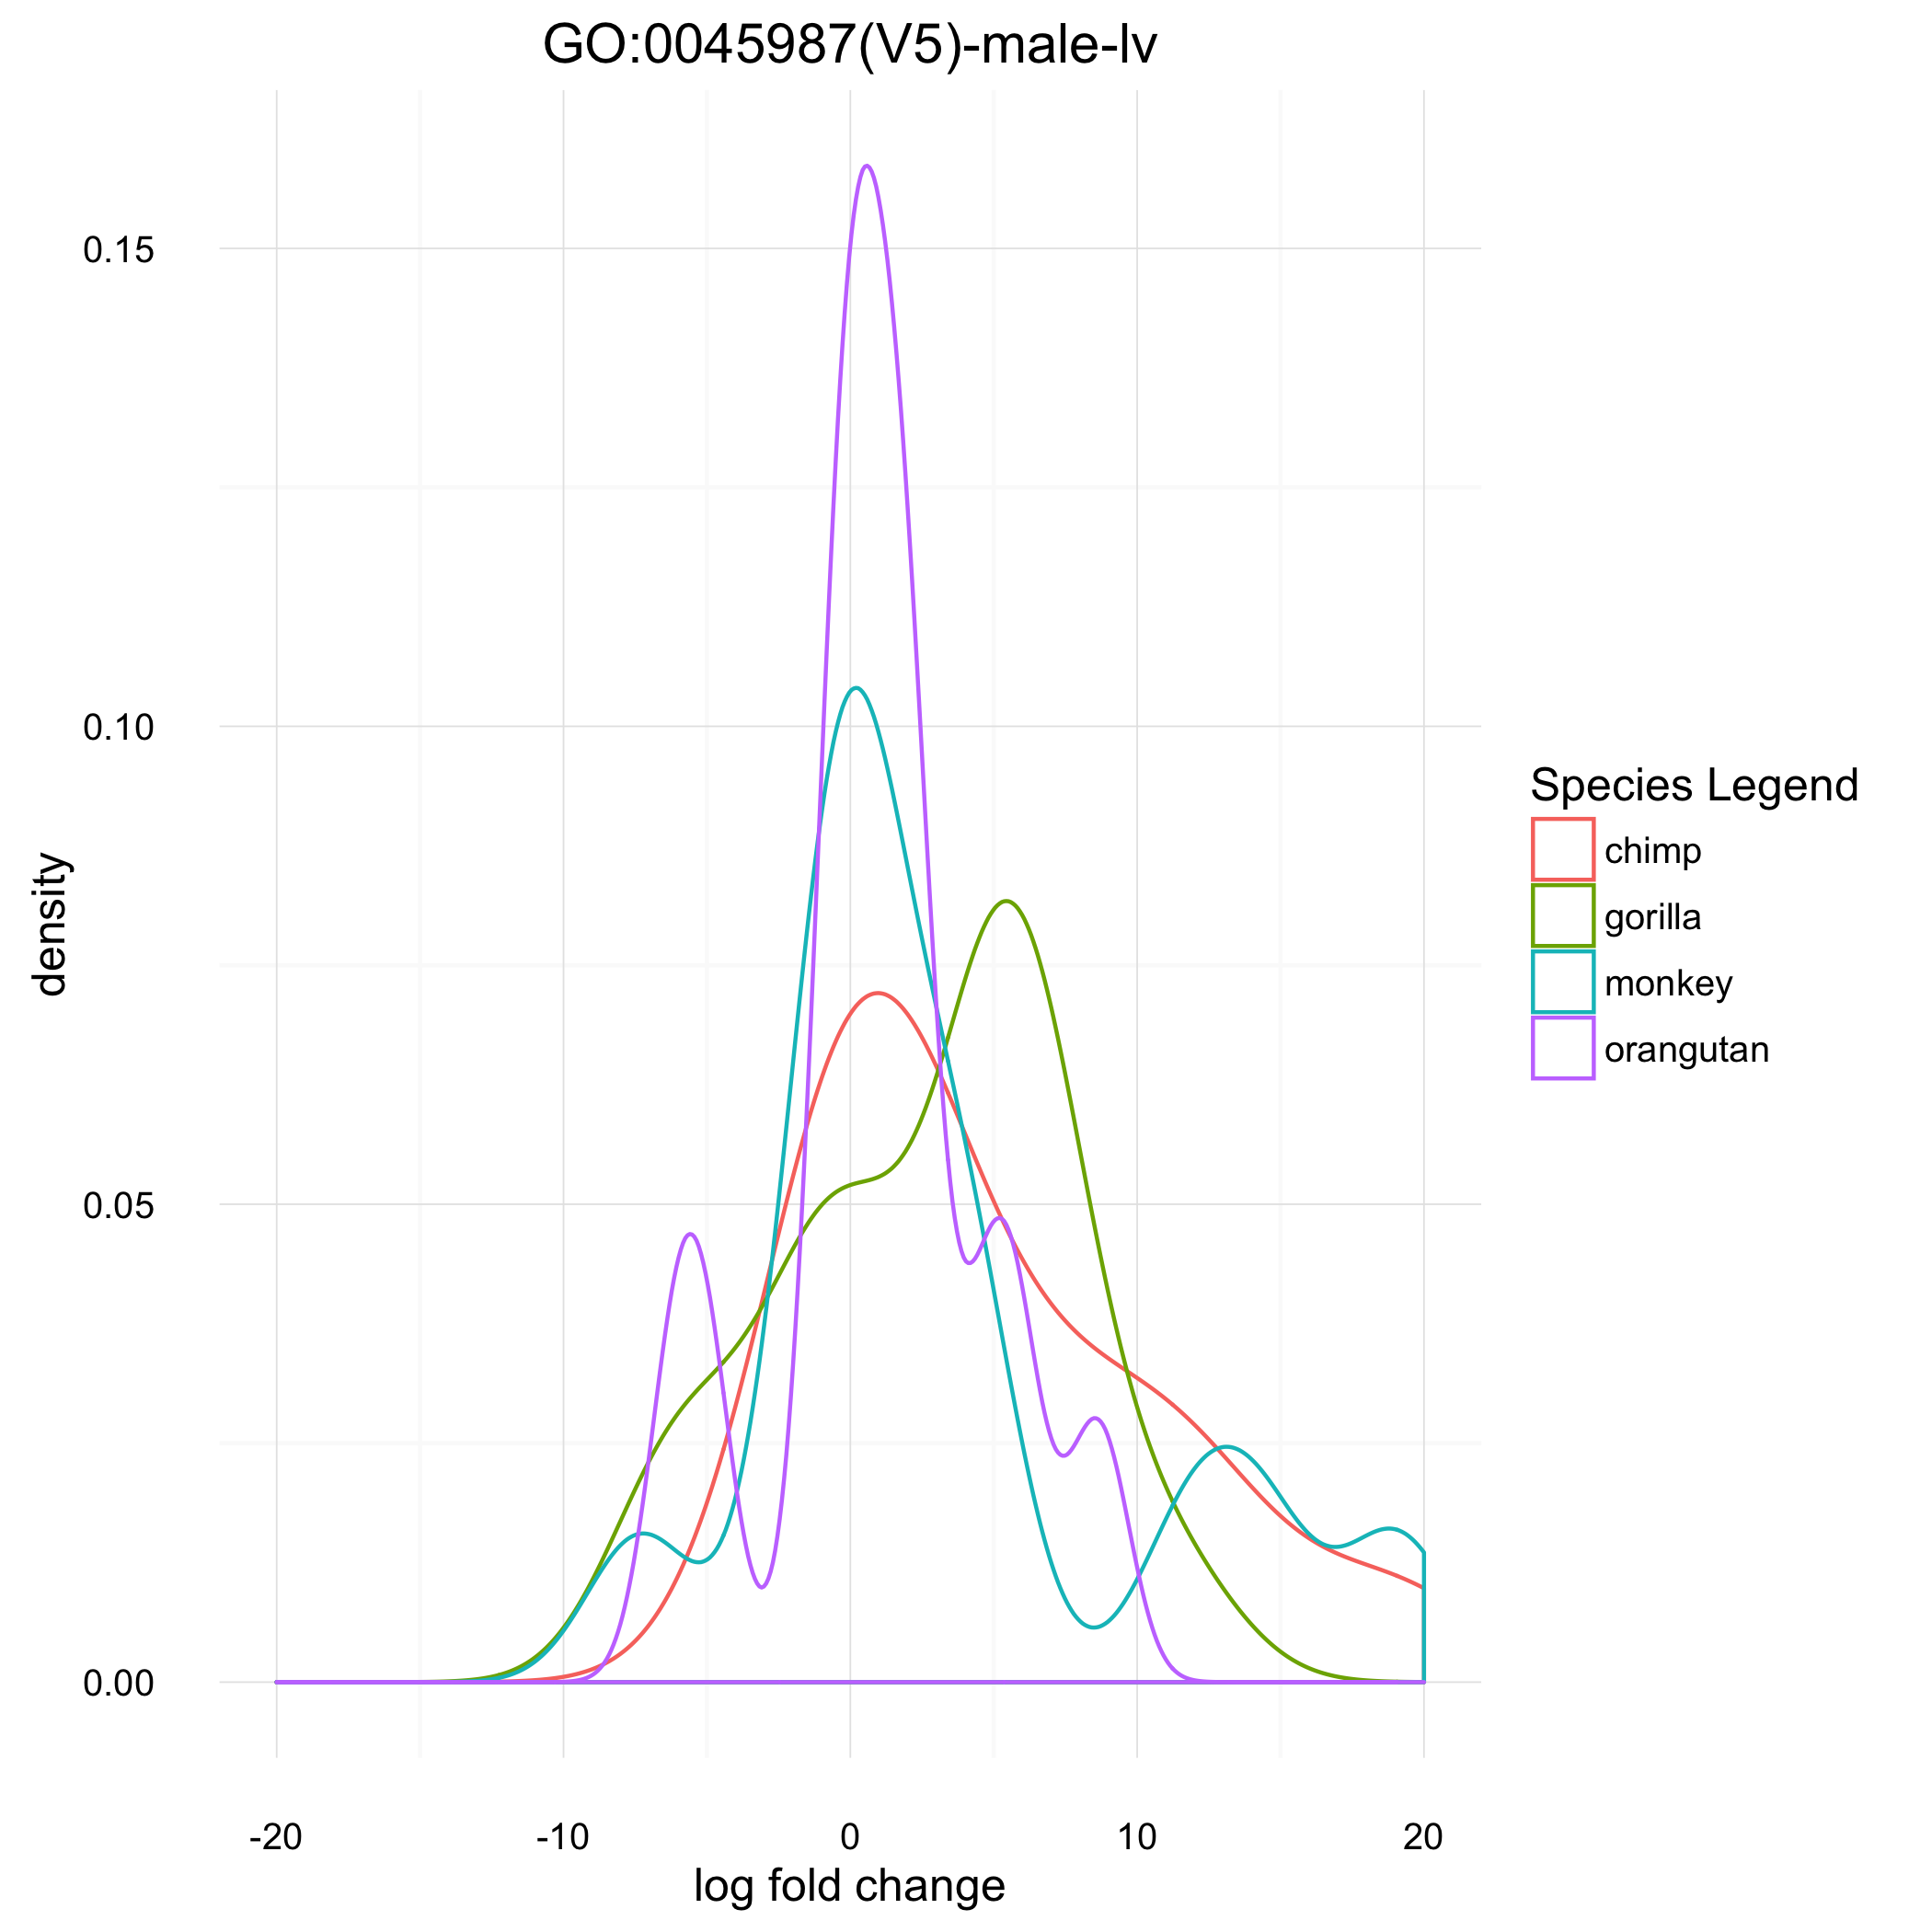 GO:0045987(V5)-male-lv
0.15
0.10
0.05
0.00
density
-20
-10
0
10
20
log fold change
Species Legend
chimp
gorilla
monkey
orangutan